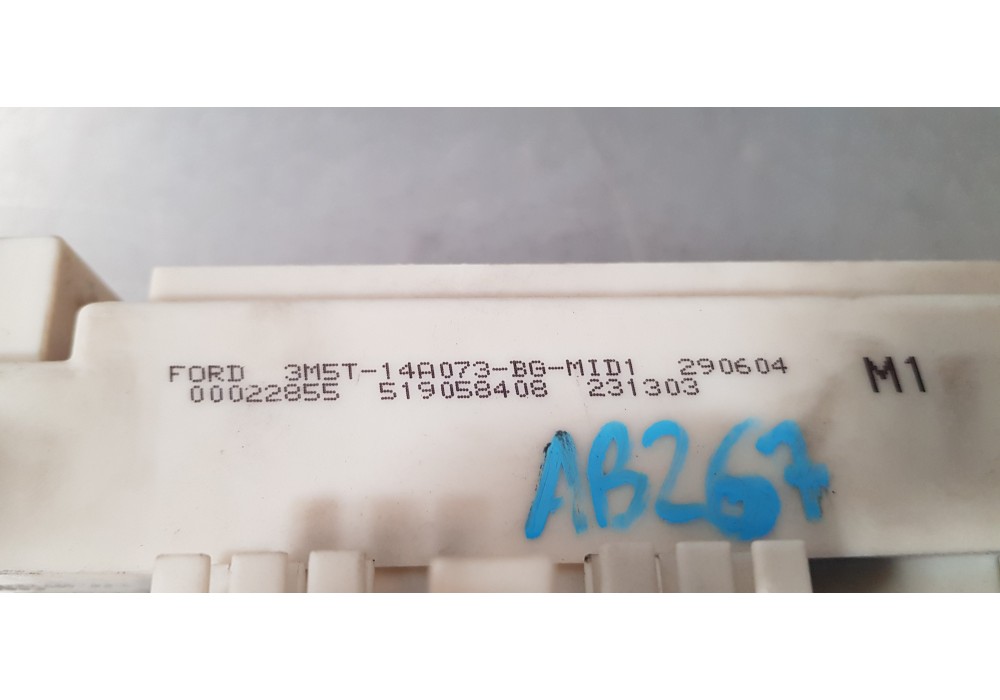 FORD 3M5T-14A073-BG-MID1 290604
00022855 519058408 231303
M1
AB267